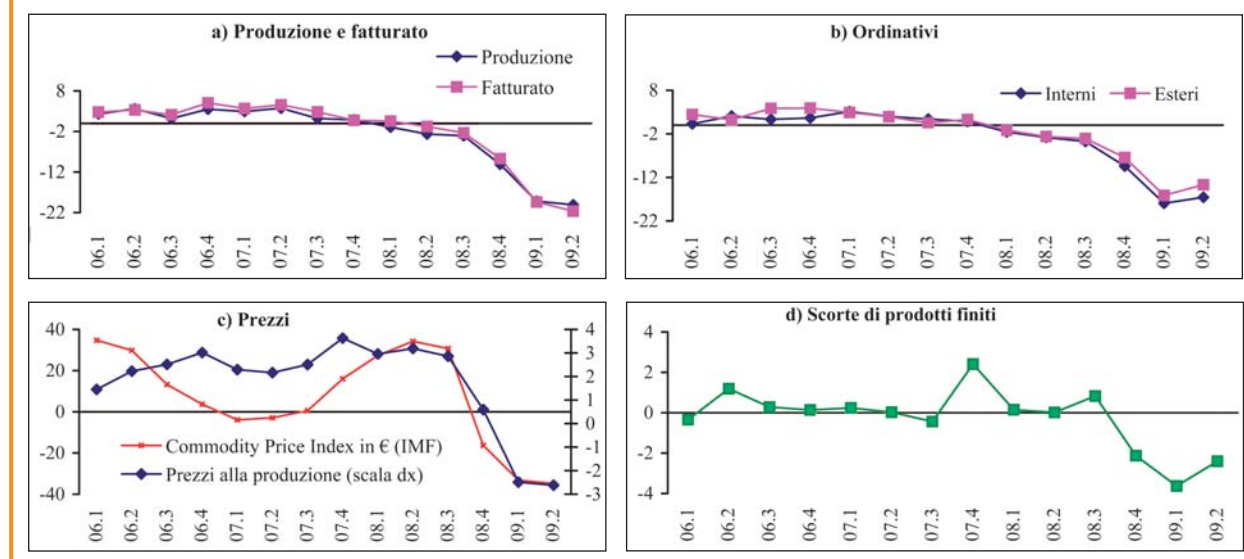 a) Produzione e fatturato
Produzione
Fatturato
8
-2
-12
-22
06.1 06.2 06.3 06.4 07.1 07.2 07.3 07.4 08.1 08.2 08.3 08.4 09.1 09.2
b) Ordinativi
Interni Esteri
8
-2
-12
-22
06.1 06.2 06.3 06.4 07.1 07.2 07.3 07.4 08.1 08.2 08.3 08.4 09.1 09.2
c) Prezzi
40
20
0
-20
-40
4
3
2
1
0
-1
-2
-3
Commodity Price Index in € (IMF)
Prezzi alla produzione (scala dx)
06.1 06.2 06.3 06.4 07.1 07.2 07.3 07.4 08.1 08.2 08.3 08.4 09.1 09.2
d) Scorte di prodotti finiti
4
2
0
-2
-4
06.1 06.2 06.3 06.4 07.1 07.2 07.3 07.4 08.1 08.2 08.3 08.4 09.1 09.2